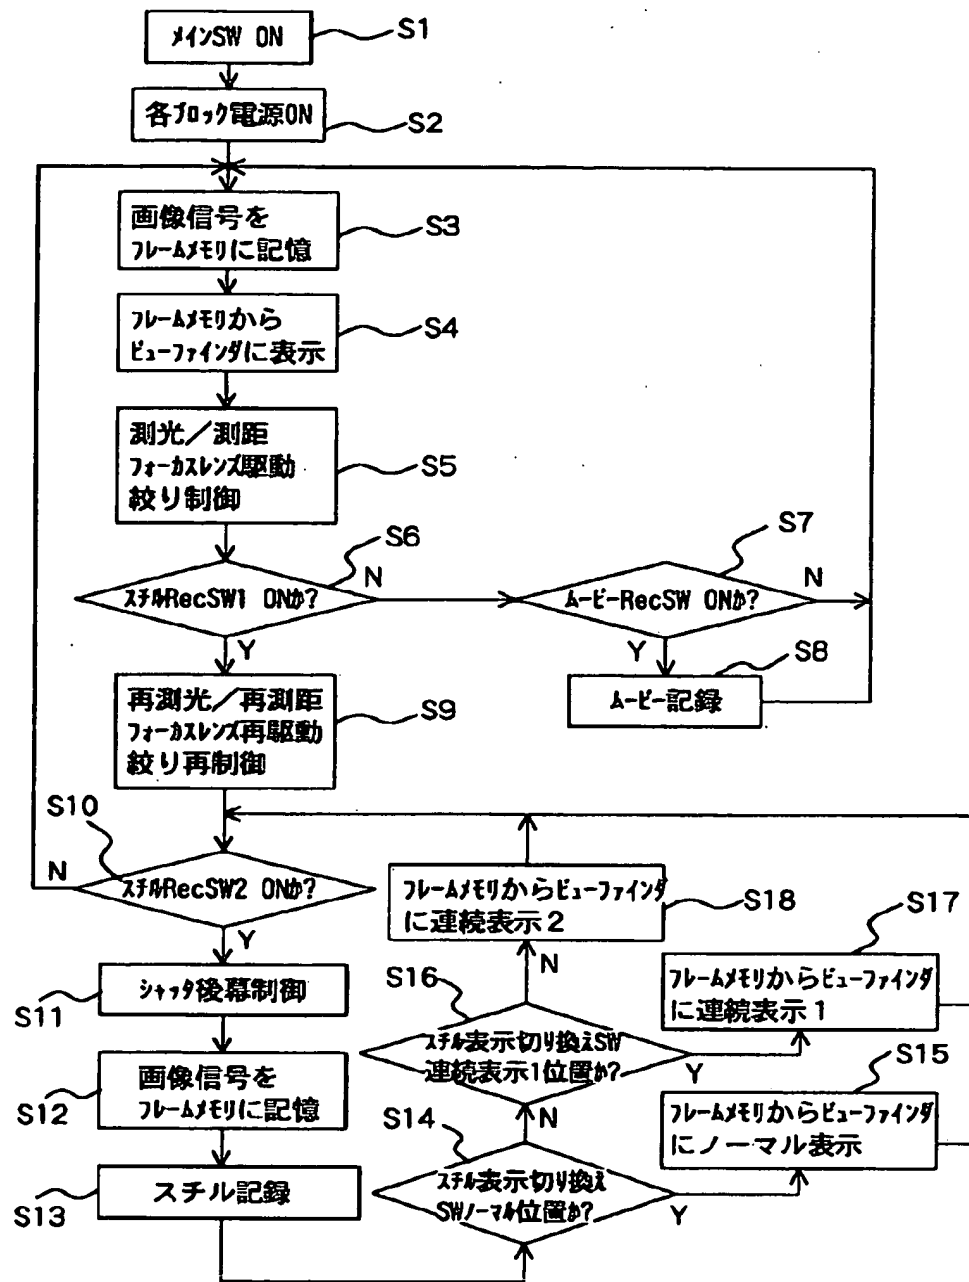 メインSW ON
S1
各ブロック電源ON
S2
画像信号を
フレームメモリに記憶
S3
フレームメモリから
ビューファインダに表示
S4
測光／測距
フォーカスレンズ駆動
絞り制御
S5
S6
スチルRecSW1 ONか?
N
Y
S7
ムービーRecSW ONか?
N
Y
S8
ムービー記録
再測光／再測距
フォーカスレンズ再駆動
絞り再制御
S9
S10
スチルRecSW2 ONか?
N
Y
シャッタ後幕制御
S11
画像信号を
フレームメモリに記憶
S12
スチル記録
S13
S14
スチル表示切り換え
SWノーマル位置か?
N
Y
S15
フレームメモリからビューファインダ
にノーマル表示
S16
スチル表示切り換えSW
連続表示1位置か?
N
Y
S17
フレームメモリからビューファインダ
に連続表示1
フレームメモリからビューファインダ
に連続表示2
S18